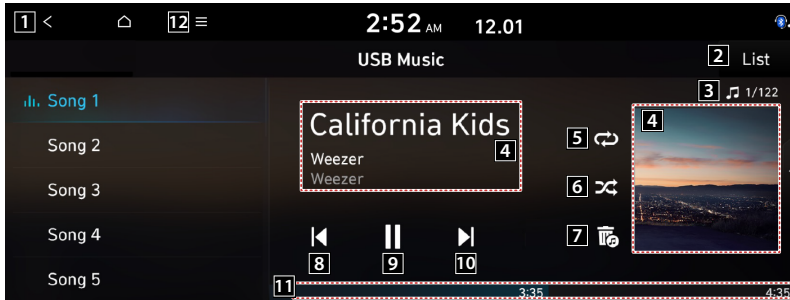 1 12 2:52 AM 12.01
USB Music 2 List
3 1/122
Song 1
Song 2
Song 3
Song 4
Song 5
California Kids 4
Weezer
Weezer
5
6
7
4
8 9 10
11
3:35 4:35